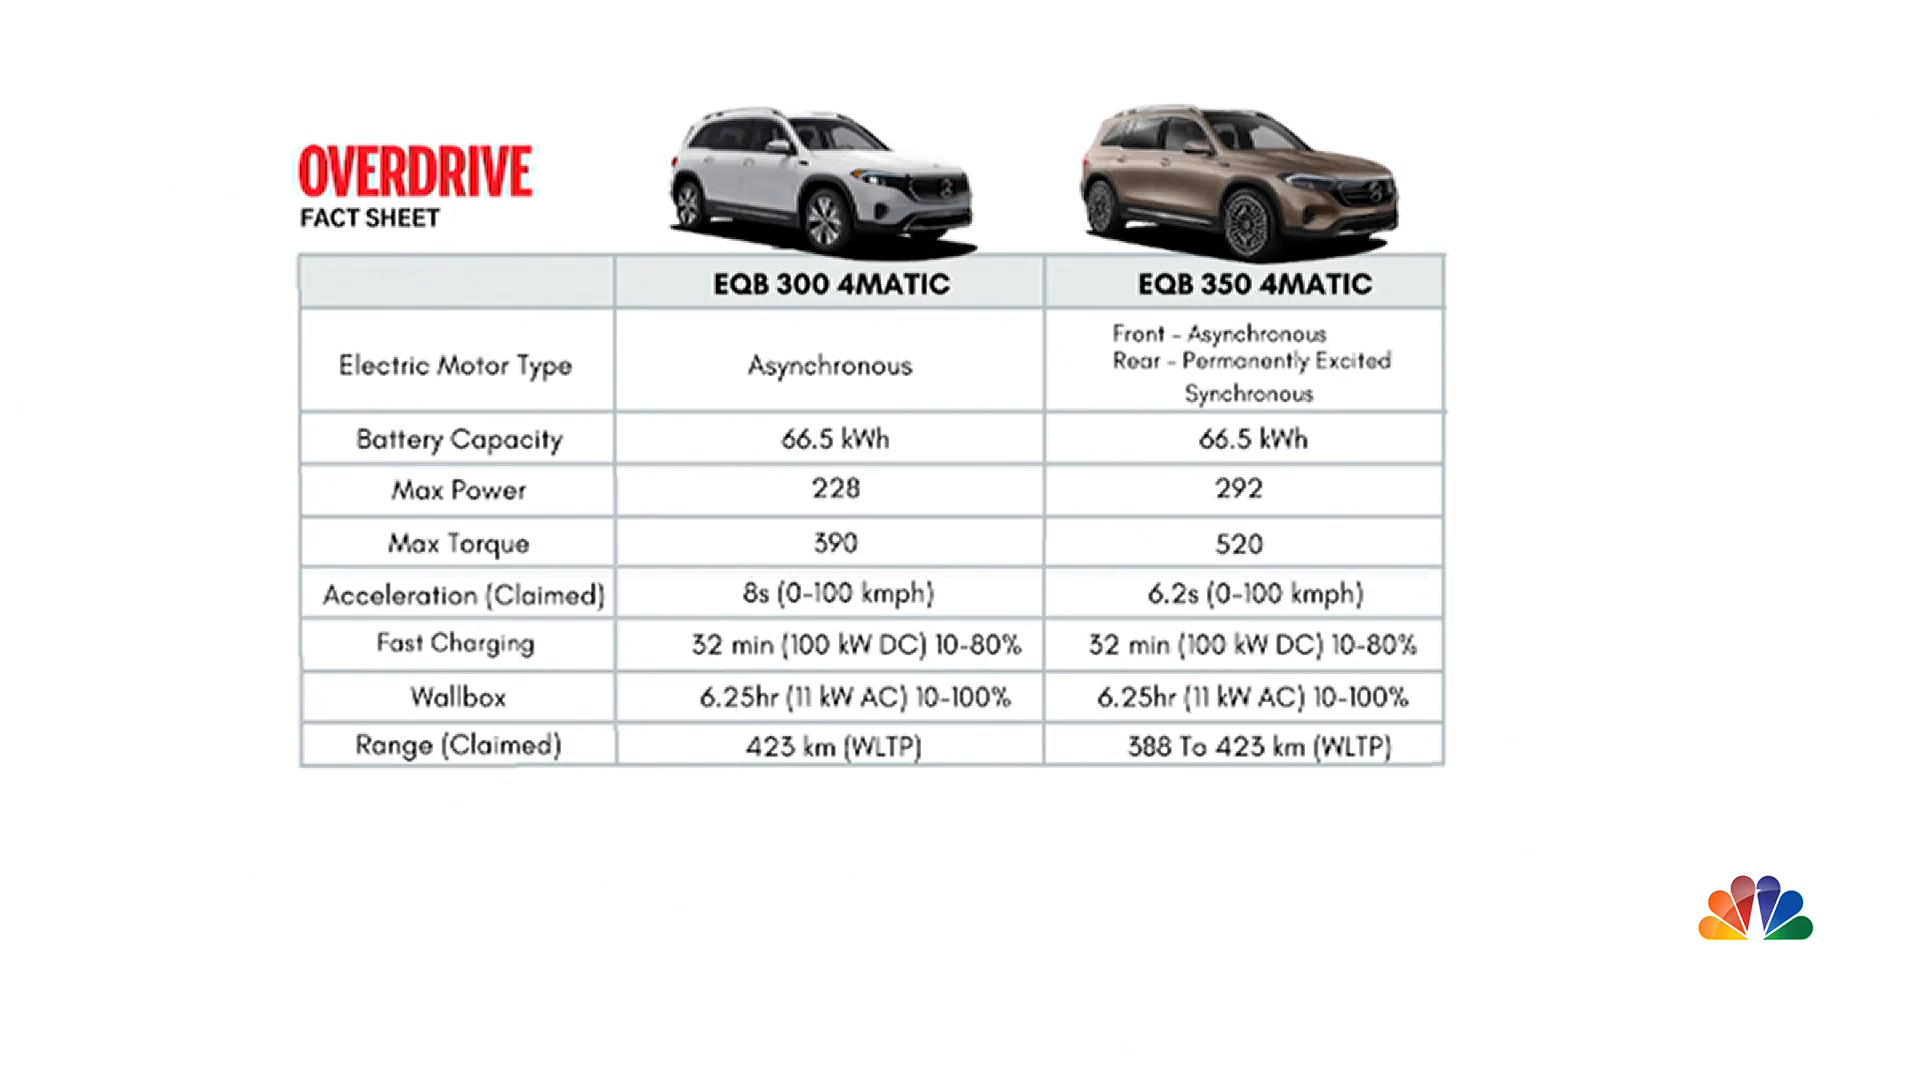 OVERDRIVE
FACT SHEET
EQB 300 4MATIC
EQB 350 4MATIC
Electric Motor Type
Asynchronous
Front - Asynchronous
Rear - Permanently Excited
Synchronous
Battery Capacity
66.5 kWh
66.5 kWh
Max Power
228
292
Max Torque
390
520
Acceleration (Claimed)
8s (0-100 kmph)
6.2s (0-100 kmph)
Fast Charging
32 min (100 kW DC) 10-80%
32 min (100 kW DC) 10-80%
Wallbox
6.25hr (11 kW AC) 10-100%
6.25hr (11 kW AC) 10-100%
Range (Claimed)
423 km (WLTP)
388 To 423 km (WLTP)